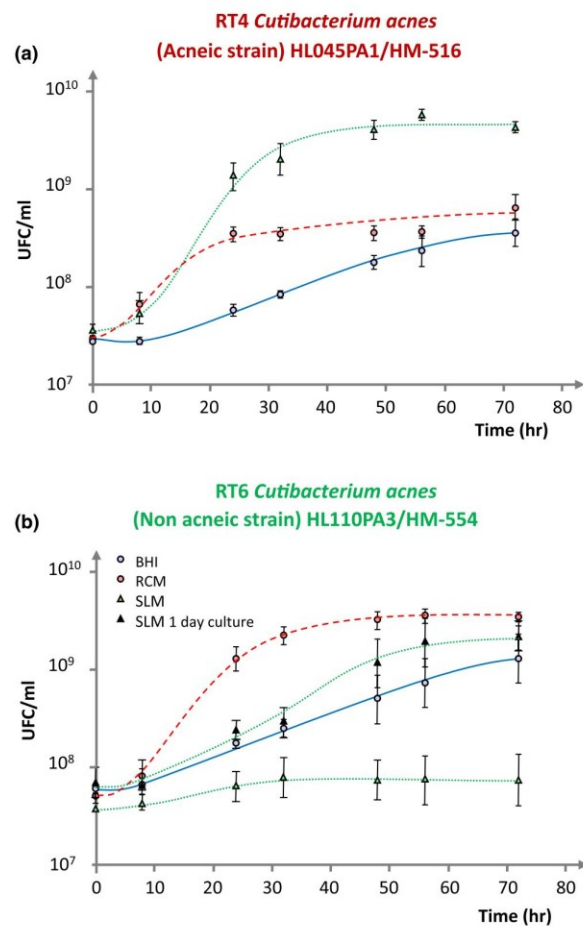 RT4 Cutibacterium acnes
(a) (Acneic strain) HL045PA1/HM-516
10¹⁰
10⁹
10⁸
10⁷
UFC/ml
0 10 20 30 40 50 60 70 80
Time (hr)
RT6 Cutibacterium acnes
(Non acneic strain) HL110PA3/HM-554
(b)
BHI
RCM
SLM
SLM 1 day culture
10¹⁰
10⁹
10⁸
10⁷
UFC/ml
0 10 20 30 40 50 60 70 80
Time (hr)